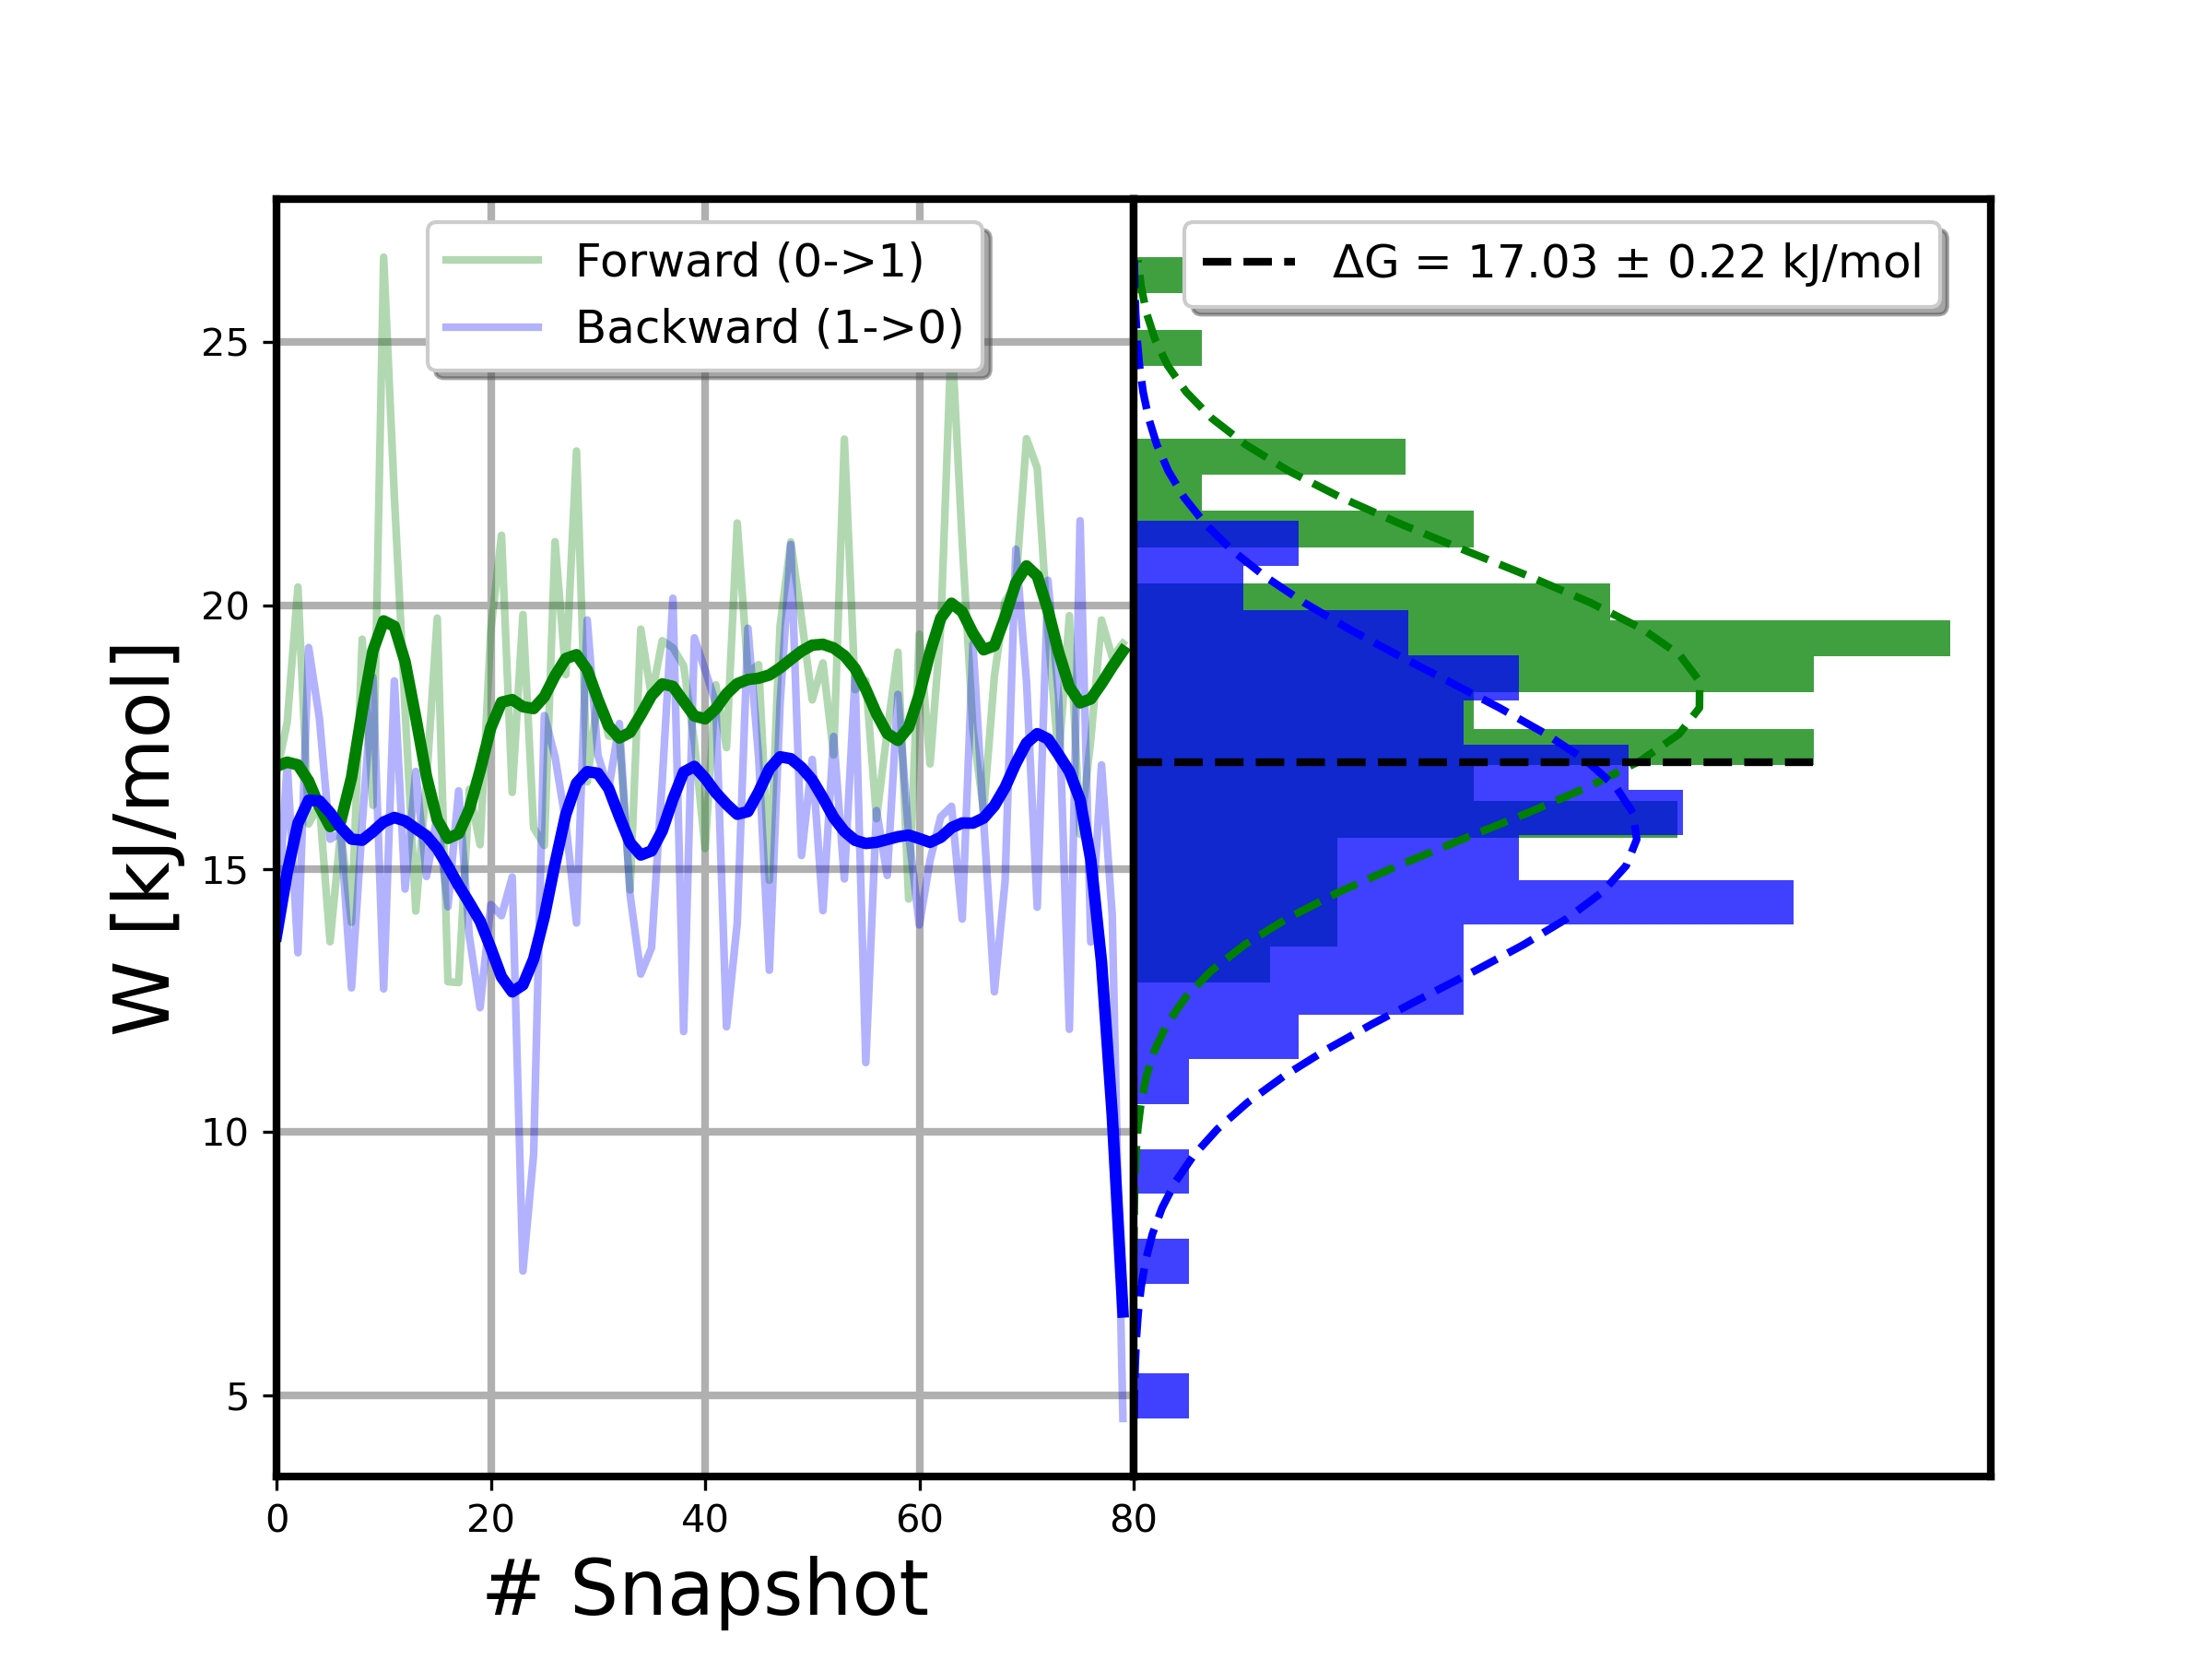 Forward (0->1)
Backward (1->0)
ΔG = 17.03 ± 0.22 kJ/mol
W [kJ/mol]
25
20
15
10
5
0 20 40 60 80
# Snapshot